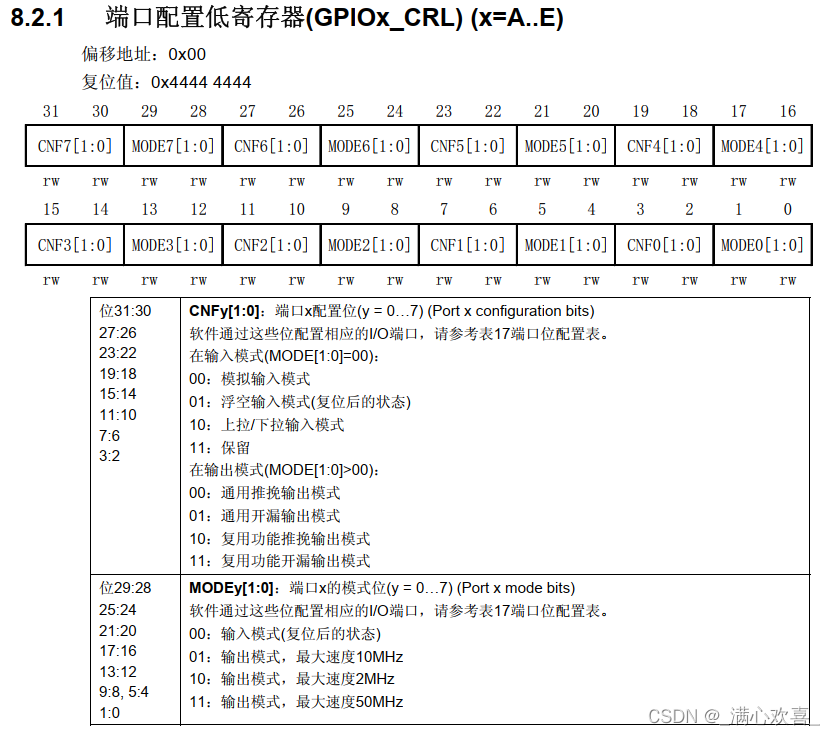 8.2.1 端口配置低寄存器(GPIOx_CRL) (x=A..E)
偏移地址：0x00
复位值：0x4444 4444
31 30 29 28 27 26 25 24 23 22 21 20 19 18 17 16
CNF7[1:0] MODE7[1:0] CNF6[1:0] MODE6[1:0] CNF5[1:0] MODE5[1:0] CNF4[1:0] MODE4[1:0]
rw rw rw rw rw rw rw rw rw rw rw rw rw rw rw rw
15 14 13 12 11 10 9 8 7 6 5 4 3 2 1 0
CNF3[1:0] MODE3[1:0] CNF2[1:0] MODE2[1:0] CNF1[1:0] MODE1[1:0] CNF0[1:0] MODE0[1:0]
rw rw rw rw rw rw rw rw rw rw rw rw rw rw rw rw
位31:30
27:26
23:22
19:18
15:14
11:10
7:6
3:2
CNFy[1:0]：端口x配置位(y = 0…7) (Port x configuration bits)
软件通过这些位配置相应的I/O端口，请参考表17端口位配置表。
在输入模式(MODE[1:0]=00)：
00：模拟输入模式
01：浮空输入模式(复位后的状态)
10：上拉/下拉输入模式
11：保留
在输出模式(MODE[1:0]>00)：
00：通用推挽输出模式
01：通用开漏输出模式
10：复用功能推挽输出模式
11：复用功能开漏输出模式
位29:28
25:24
21:20
17:16
13:12
9:8, 5:4
1:0
MODEy[1:0]：端口x的模式位(y = 0…7) (Port x mode bits)
软件通过这些位配置相应的I/O端口，请参考表17端口位配置表。
00：输入模式(复位后的状态)
01：输出模式，最大速度10MHz
10：输出模式，最大速度2MHz
11：输出模式，最大速度50MHz
CSDN @_满心欢喜_